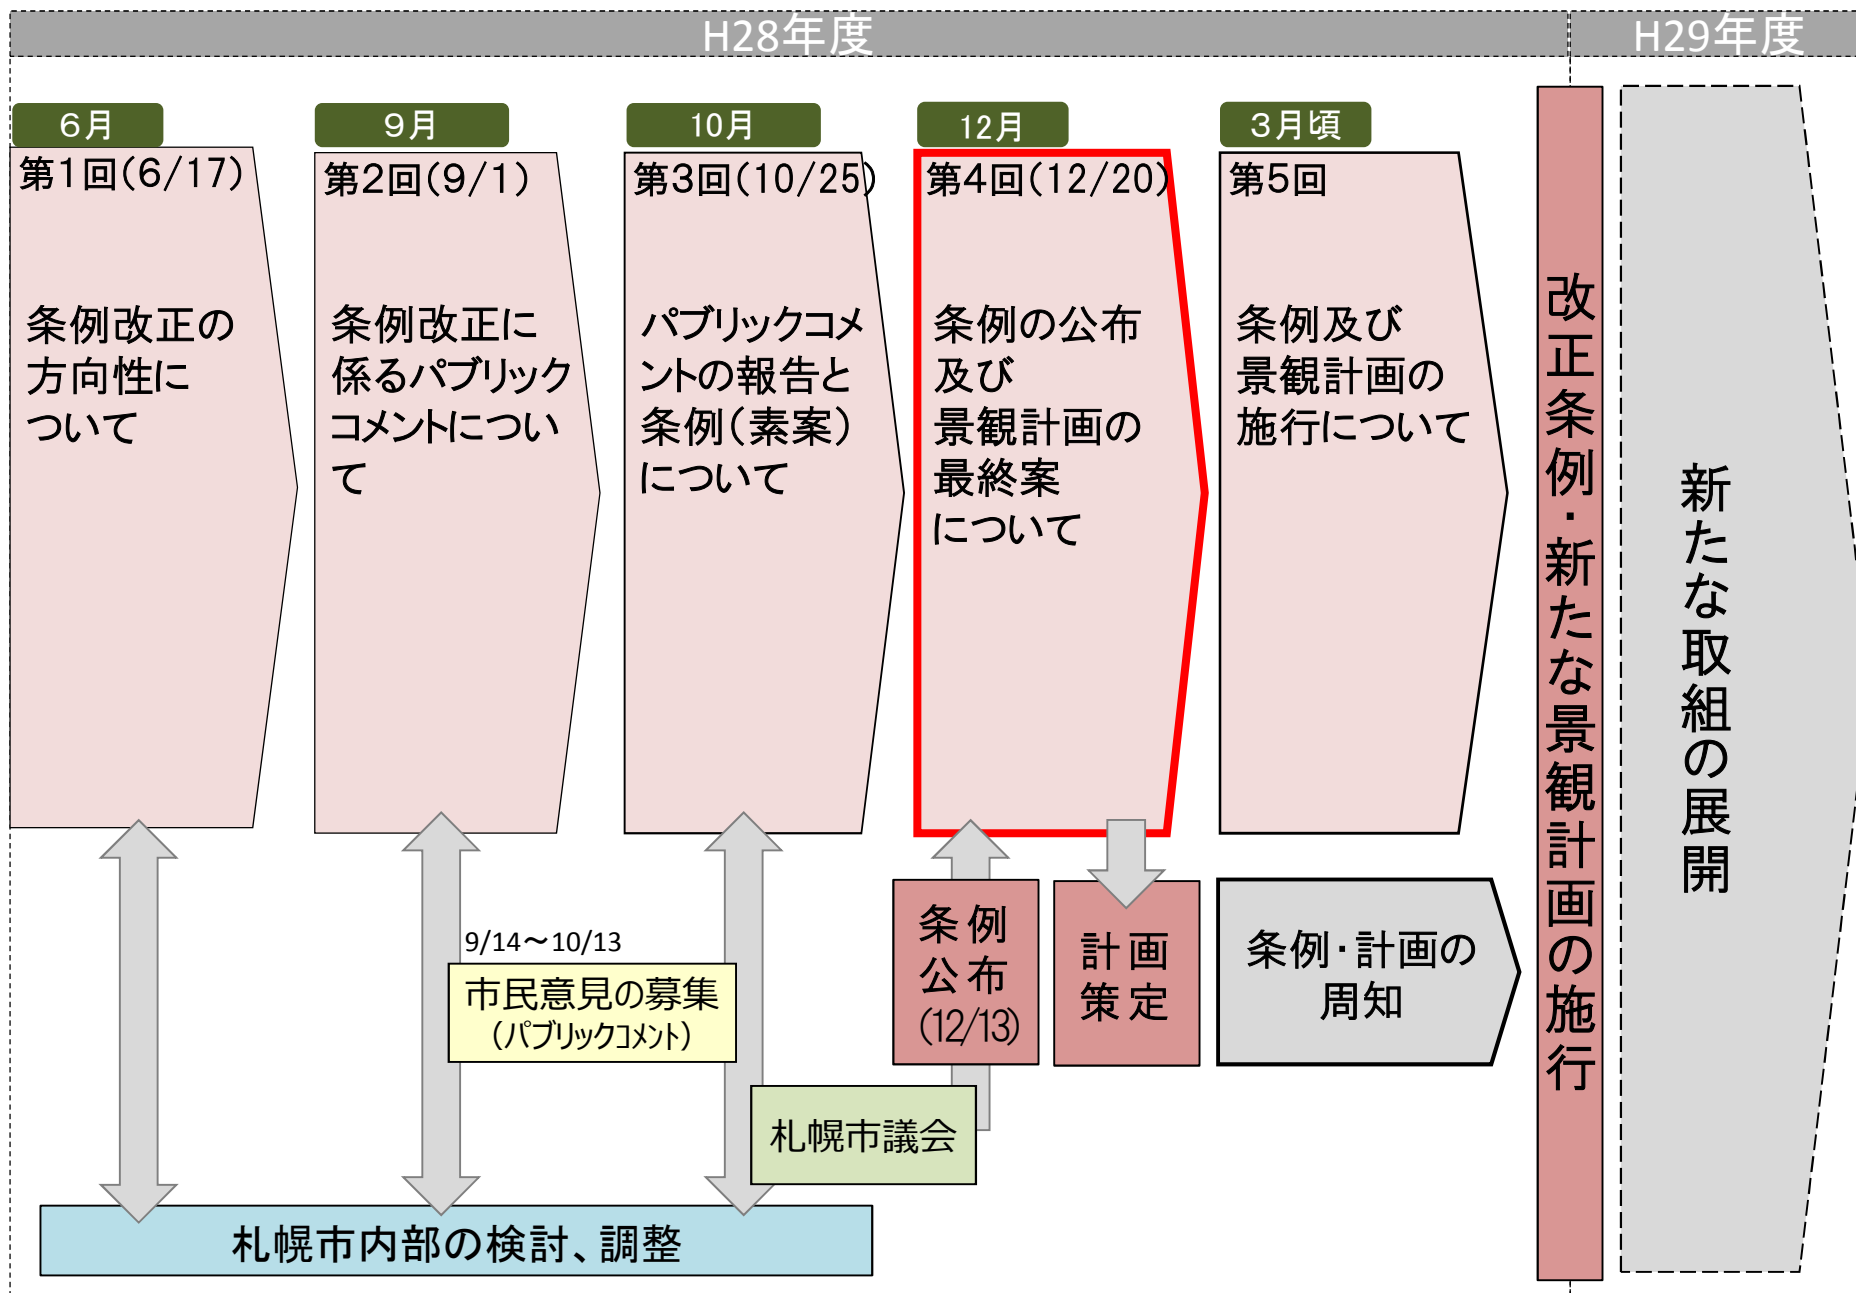 H28年度
H29年度
6月
第1回(6/17)
条例改正の
方向性に
ついて
9月
第2回(9/1)
条例改正に
係るパブリック
コメントについ
て
10月
第3回(10/25)
パブリックコメ
ントの報告と
条例(素案)
について
12月
第4回(12/20)
条例の公布
及び
景観計画の
最終案
について
3月頃
第5回
条例及び
景観計画の
施行について
改正条例・新たな景観計画の施行
新たな取組の展開
9/14～10/13
市民意見の募集
(パブリックコメント)
条例
公布
(12/13)
計画
策定
条例・計画の
周知
札幌市議会
札幌市内部の検討、調整